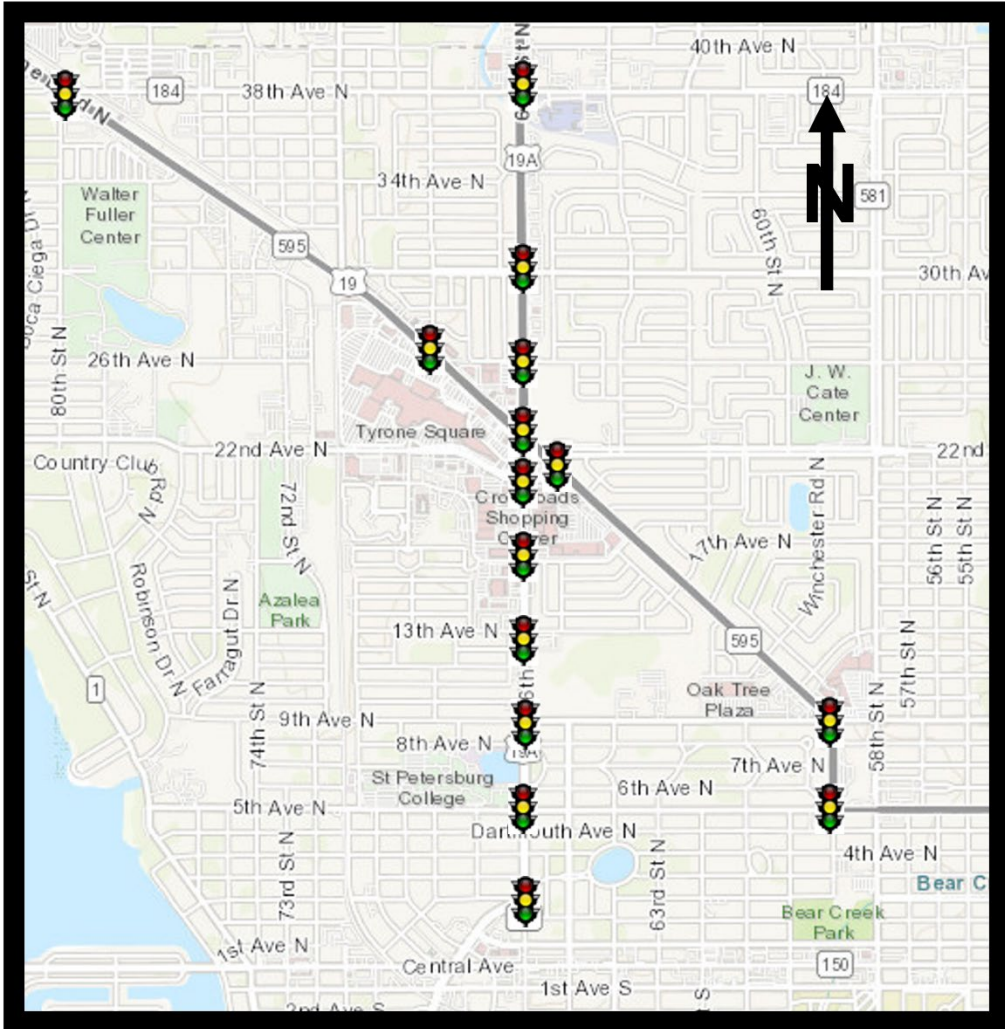 40th Ave N
184
38th Ave N
184
19A
34th Ave N
N
581
Walter
Fuller
Center
60th St N
595
30th Av
19
80th St N
26th Ave N
J. W.
Cate
Center
Tyrone Square
22nd Ave N
22nd
Country Club
Rd N
72nd St N
Shopping
Winchester Rd N
56th St N
55th St N
17th Ave N
St N
Robinson Dr N
Farragut Dr N
Azalea
Park
13th Ave N
595
57th St N
1
Oak Tree
Plaza
74th St N
58th St N
9th Ave N
8th Ave N
19A
7th Ave N
St Petersburg
College
6th Ave N
5th Ave N
Ave N
4th Ave N
73rd St N
63rd St N
Bear C
Bear Creek
Park
1st Ave N
Central Ave
150
1st Ave S
2nd Ave S